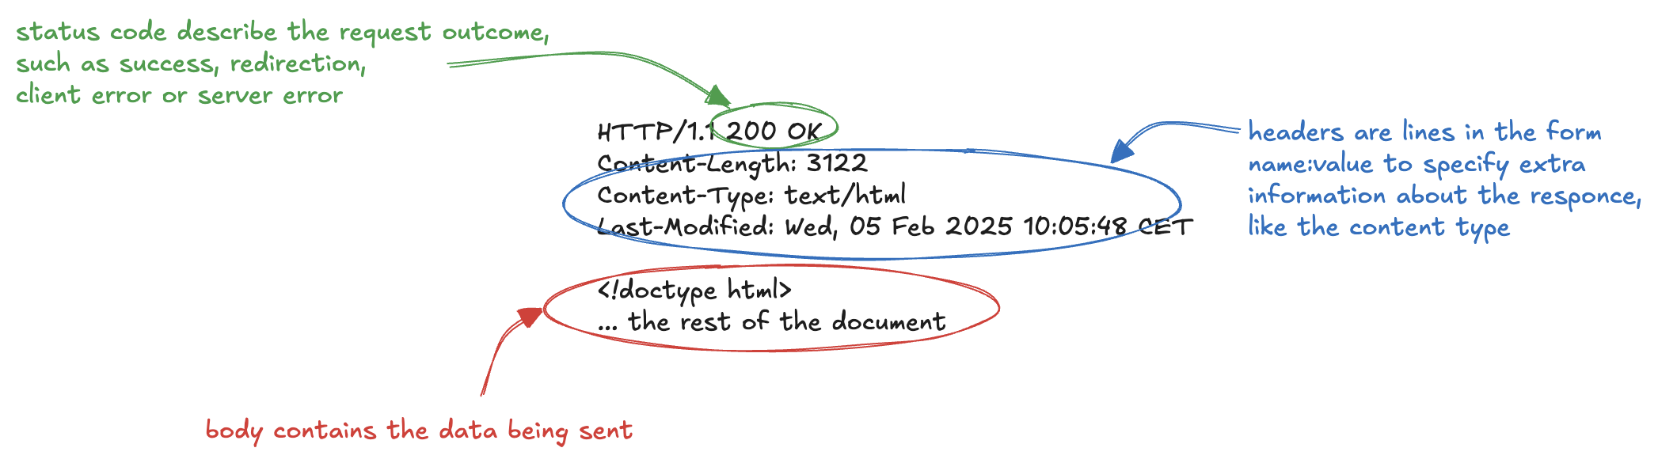 status code describe the request outcome,
such as success, redirection,
client error or server error
HTTP/1.1 200 OK
Content-Length: 3122
Content-Type: text/html
Last-Modified: Wed, 05 Feb 2025 10:05:48 CET
headers are lines in the form
name:value to specify extra
information about the responce,
like the content type
<!doctype html>
... the rest of the document
body contains the data being sent